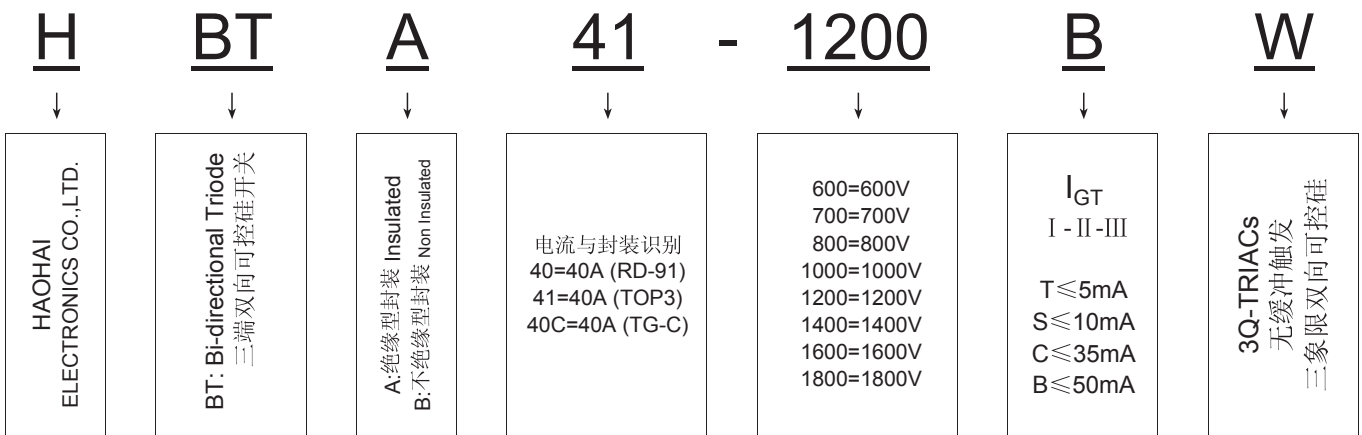 H BT A 41 - 1200 B W
↓ ↓ ↓ ↓ ↓ ↓ ↓
HAOHAI
ELECTRONICS CO.,LTD.
BT: Bi-directional Triode
三端双向可控硅开关
A:绝缘型封装 Insulated
B:不绝缘型封装 Non Insulated
电流与封装识别
40=40A (RD-91)
41=40A (TOP3)
40C=40A (TG-C)
600=600V
700=700V
800=800V
1000=1000V
1200=1200V
1400=1400V
1600=1600V
1800=1800V
IGT
Ⅰ-Ⅱ-Ⅲ
T≦5mA
S≦10mA
C≦35mA
B≦50mA
3Q-TRIACs
无缓冲触发
三象限双向可控硅